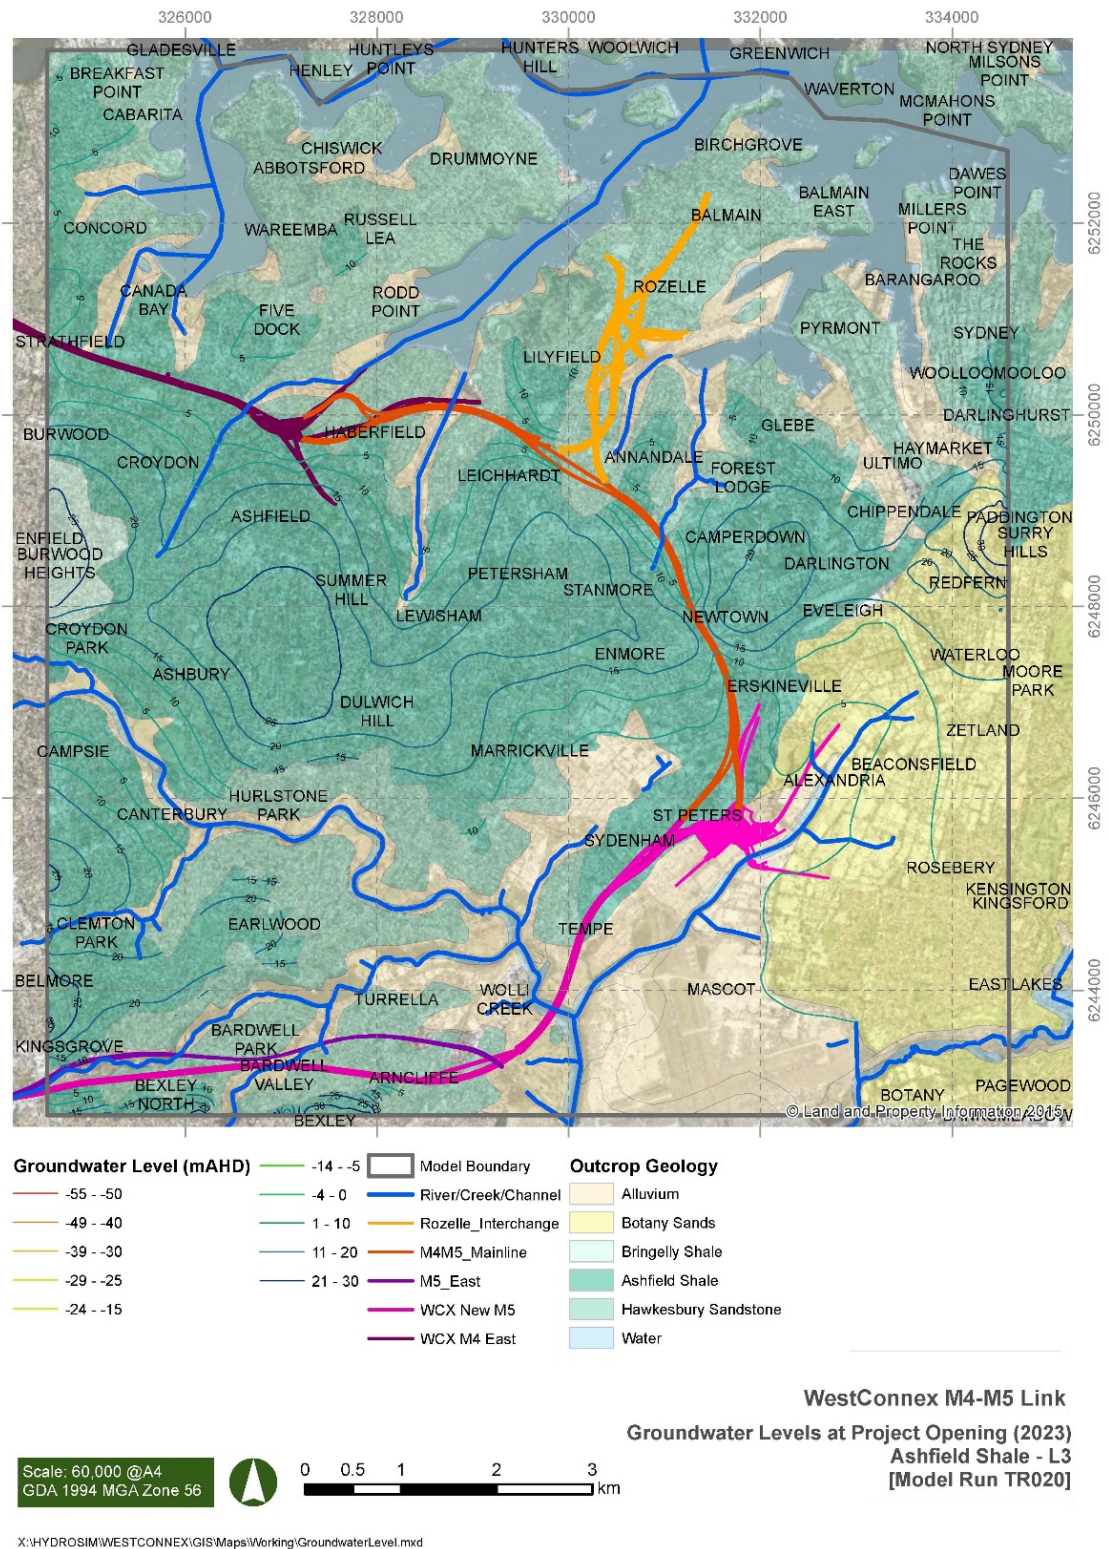 326000 328000 330000 332000 334000
GLADESVILLE
HUNTLEYS
POINT
HUNTERS
HILL
WOOLWICH
GREENWICH
NORTH SYDNEY
MILSONS
POINT
BREAKFAST
POINT
HENLEY
WAVERTON
MCMAHONS
POINT
CABARITA
CHISWICK
ABBOTSFORD
DRUMMOYNE
BIRCHGROVE
DAWES
POINT
BALMAIN
EAST
MILLERS
POINT
BALMAIN
6252000
CONCORD
WAREEMBA
RUSSELL
LEA
THE
ROCKS
BARANGAROO
CANADA
BAY
FIVE
DOCK
RODD
POINT
ROZELLE
PYRMONT
SYDNEY
STRATHFIELD
LILYFIELD
WOOLLOOMOOLOO
6250000
DARLINGHURST
BURWOOD
HABERFIELD
GLEBE
HAYMARKET
CROYDON
LEICHHARDT
ANNANDALE
FOREST
LODGE
ULTIMO
ASHFIELD
CHIPPENDALE
PADDINGTON
SURRY
HILLS
ENFIELD
BURWOOD
HEIGHTS
CAMPERDOWN
DARLINGTON
REDFERN
SUMMER
HILL
PETERSHAM
STANMORE
LEWISHAM
NEWTOWN
EVELEIGH
6248000
CROYDON
PARK
ENMORE
WATERLOO
MOORE
PARK
ASHBURY
ERSKINEVILLE
DULWICH
HILL
ZETLAND
CAMPSIE
MARRICKVILLE
BEACONSFIELD
ALEXANDRIA
6246000
HURLSTONE
PARK
CANTERBURY
ST PETERS
SYDENHAM
ROSEBERY
KENSINGTON
KINGSFORD
CLEMTON
PARK
EARLWOOD
TEMPE
BELMORE
WOLLI
CREEK
MASCOT
EASTLAKES
6244000
TURRELLA
BARDWELL
PARK
KINGSGROVE
BARDWELL
VALLEY
ARNCLIFFE
BEXLEY
NORTH
BEXLEY
BOTANY
PAGEWOOD
© Land and Property Information 2015
Groundwater Level (mAHD)
-55 - -50
-49 - -40
-39 - -30
-29 - -25
-24 - -15
-14 - -5
-4 - 0
1 - 10
11 - 20
21 - 30
Model Boundary
River/Creek/Channel
Rozelle_Interchange
M4M5_Mainline
M5_East
WCX New M5
WCX M4 East
Outcrop Geology
Alluvium
Botany Sands
Bringelly Shale
Ashfield Shale
Hawkesbury Sandstone
Water
WestConnex M4-M5 Link
Groundwater Levels at Project Opening (2023)
Ashfield Shale - L3
[Model Run TR020]
Scale: 60,000 @A4
GDA 1994 MGA Zone 56
0 0.5 1 2 3
km
X:\HYDROSIM\WESTCONNEX\GIS\Maps\Working\GroundwaterLevel.mxd